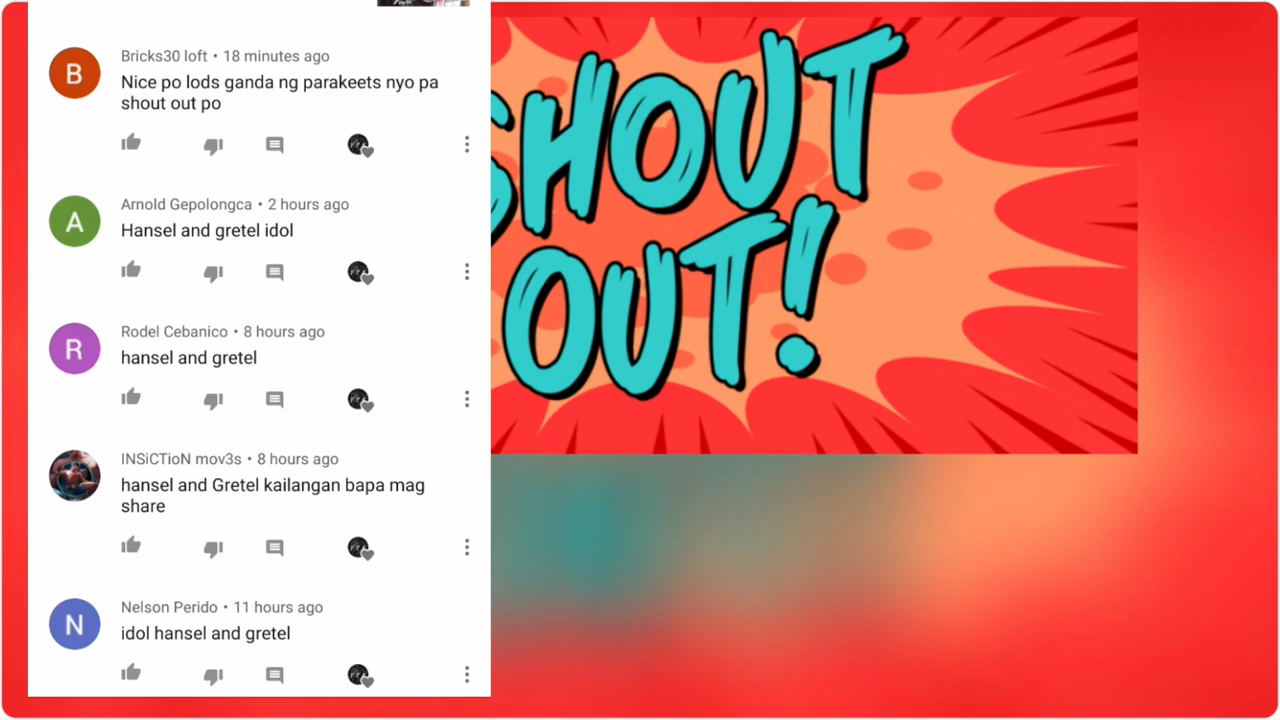 Bricks30 loft • 18 minutes ago
Nice po lods ganda ng parakeets nyo pa
shout out po
Arnold Gepolongca • 2 hours ago
Hansel and gretel idol
Rodel Cebanico • 8 hours ago
hansel and gretel
INSiCTioN mov3s • 8 hours ago
hansel and Gretel kailangan bapa mag
share
Nelson Perido • 11 hours ago
idol hansel and gretel
B
A
R
N
SHOUT
OUT!